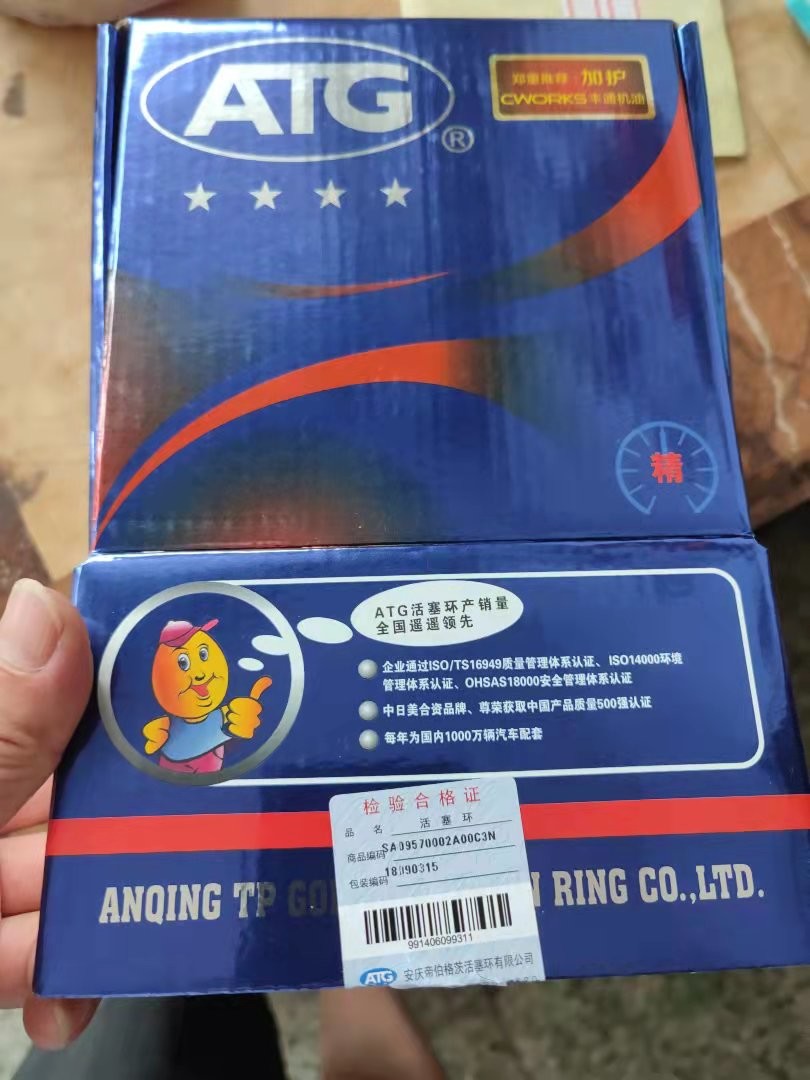 ATG
®
郑重推荐·加护
CWORKS丰通机油
精
ATG活塞环产销量
全国遥遥领先
企业通过ISO/TS16949质量管理体系认证、ISO14000环境
管理体系认证、OHSAS18000安全管理体系认证
中日美合资品牌、尊荣获取中国产品质量500强认证
每年为国内1000万辆汽车配套
检验合格证
品名 活塞环
商品编码 SA09570002A00C3N
包装编码
991406099311
ATG 安庆帝伯格茨活塞环有限公司
ANQING TP RING CO.,LTD.